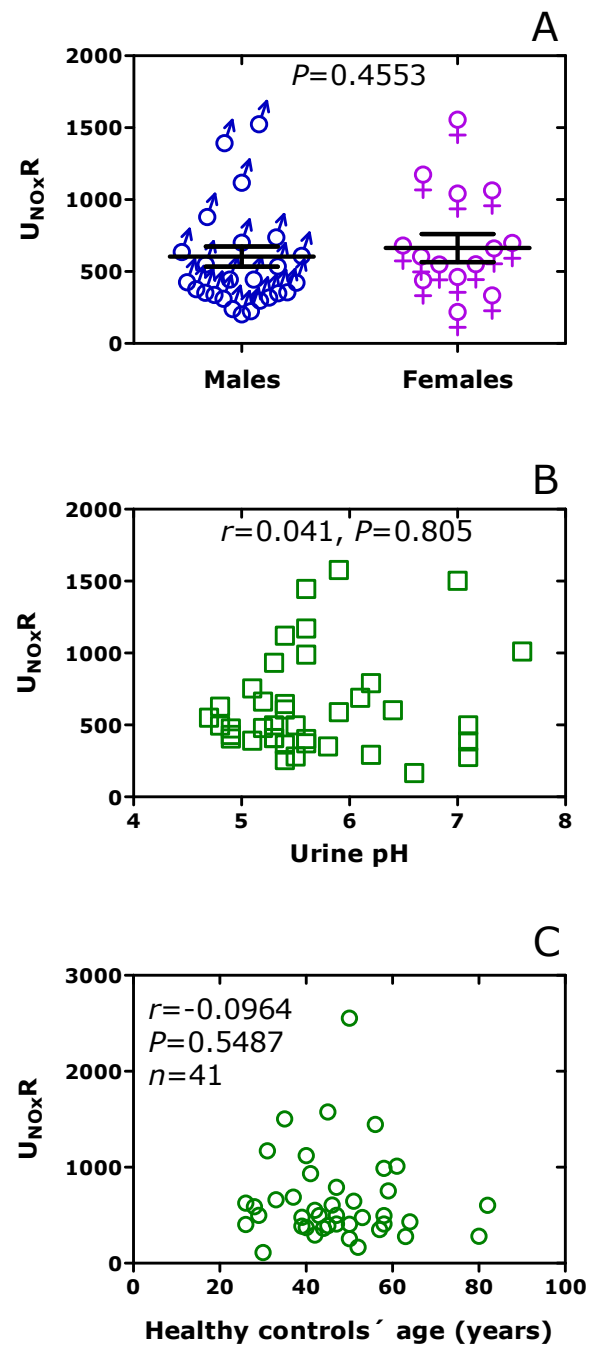 A
P=0.4553
2000
1500
1000
500
0
UNOxR
Males Females
B
r=0.041, P=0.805
2000
1500
1000
500
0
UNOxR
4 5 6 7 8
Urine pH
C
r=-0.0964
P=0.5487
n=41
3000
2000
1000
0
UNOxR
0 20 40 60 80 100
Healthy controls´ age (years)